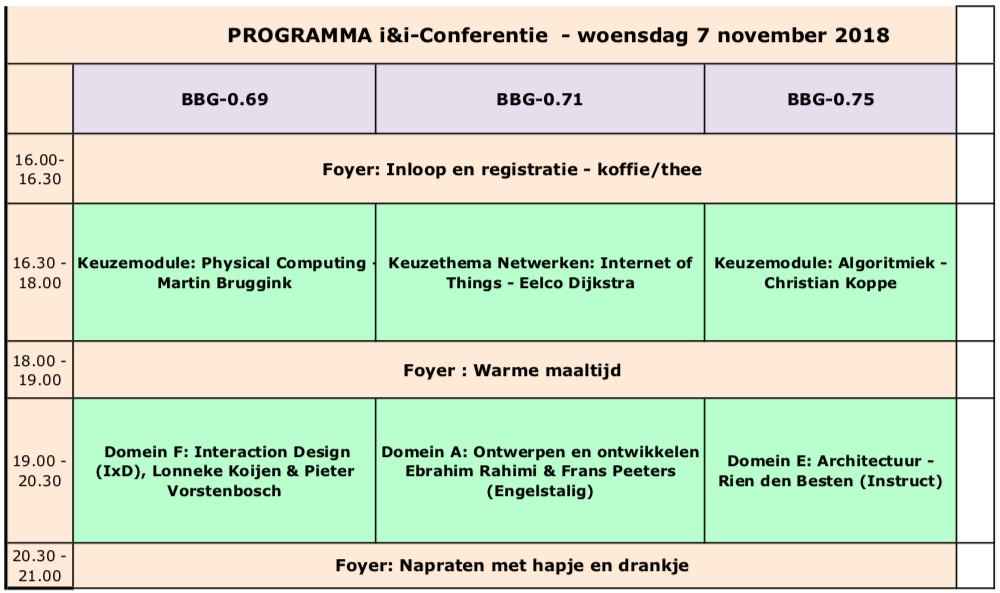 PROGRAMMA i&i-Conferentie - woensdag 7 november 2018
BBG-0.69
BBG-0.71
BBG-0.75
16.00-
16.30
Foyer: Inloop en registratie - koffie/thee
16.30 -
18.00
Keuzemodule: Physical Computing -
Martin Bruggink
Keuzethema Netwerken: Internet of
Things - Eelco Dijkstra
Keuzemodule: Algoritmiek -
Christian Koppe
18.00 -
19.00
Foyer : Warme maaltijd
19.00 -
20.30
Domein F: Interaction Design
(IxD), Lonneke Koijen & Pieter
Vorstenbosch
Domein A: Ontwerpen en ontwikkelen
Ebrahim Rahimi & Frans Peeters
(Engelstalig)
Domein E: Architectuur -
Rien den Besten (Instruct)
20.30 -
21.00
Foyer: Napraten met hapje en drankje